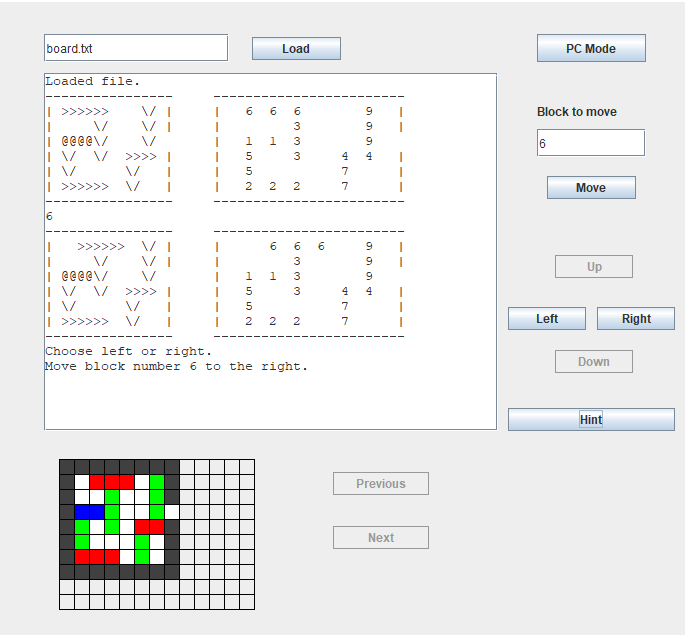 board.txt Load PC Mode
Loaded file.
---------------- ------------------------
| >>>>>> \/ | | 6 6 6 9 |
| \/ \/ | | 3 9 |
| @@@@\/ \/ | 1 1 3 9
| \/ \/ >>>> | | 5 3 4 4 |
| \/ \/ | | 5 7 |
| >>>>>> \/ | | 2 2 2 7 |
---------------- ------------------------
6
---------------- ------------------------
| >>>>>> \/ | | 6 6 6 9 |
| \/ \/ | | 3 9 |
| @@@@\/ \/ | 1 1 3 9
| \/ \/ >>>> | | 5 3 4 4 |
| \/ \/ | | 5 7 |
| >>>>>> \/ | | 2 2 2 7 |
---------------- ------------------------
Choose left or right.
Move block number 6 to the right.
Block to move
6
Move
Up
Left Right
Down
Hint
Previous
Next